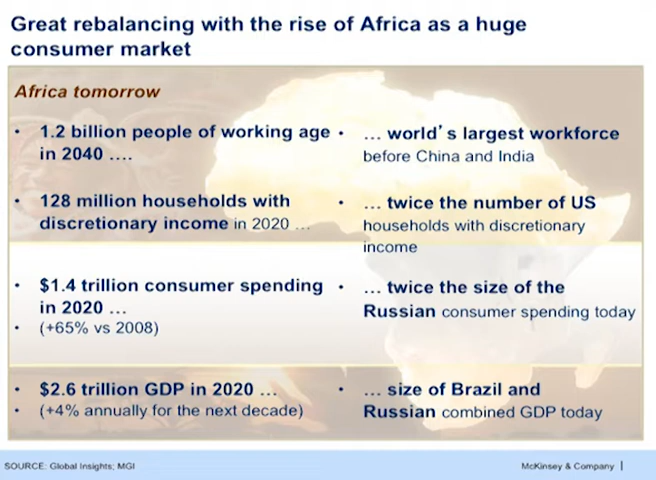 Great rebalancing with the rise of Africa as a huge
consumer market
Africa tomorrow
• 1.2 billion people of working age
in 2040 ....
• ... world's largest workforce
before China and India
• 128 million households with
discretionary income in 2020 ...
• ... twice the number of US
households with discretionary
income
• $1.4 trillion consumer spending
in 2020 ...
• (+65% vs 2008)
• ... twice the size of the
Russian consumer spending today
• $2.6 trillion GDP in 2020 ...
• (+4% annually for the next decade)
• ... size of Brazil and
Russian combined GDP today
SOURCE: Global Insights; MGI
McKinsey & Company |